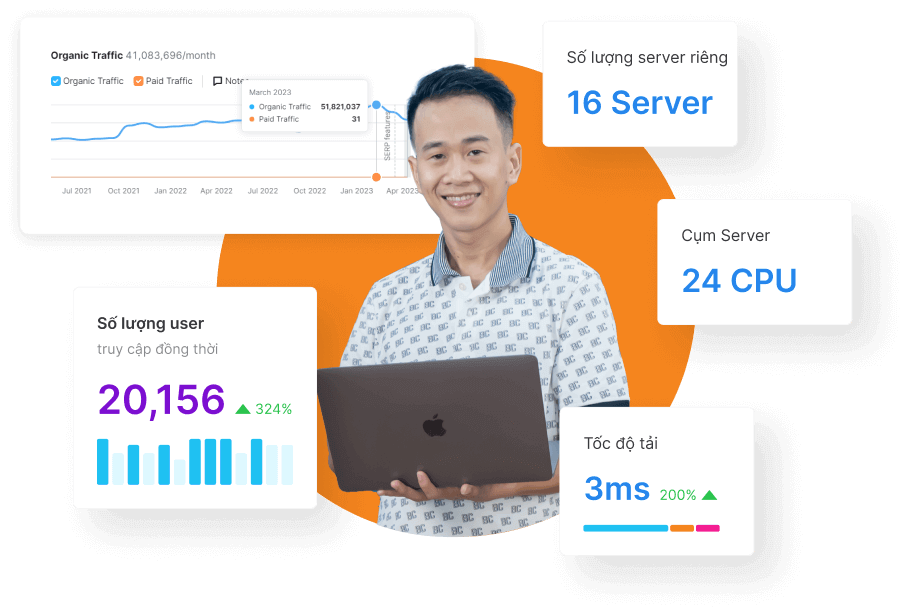 Organic Traffic 41,083,696/month
Organic Traffic Paid Traffic Notes
March 2023
Organic Traffic 51,821,037
Paid Traffic 31
SERP features
Jul 2021 Oct 2021 Jan 2022 Apr 2022 Jul 2022 Oct 2022 Jan 2023 Apr 2023
Số lượng server riêng
16 Server
Cụm Server
24 CPU
Số lượng user
truy cập đồng thời
20,156 324%
Tốc độ tải
3ms 200%